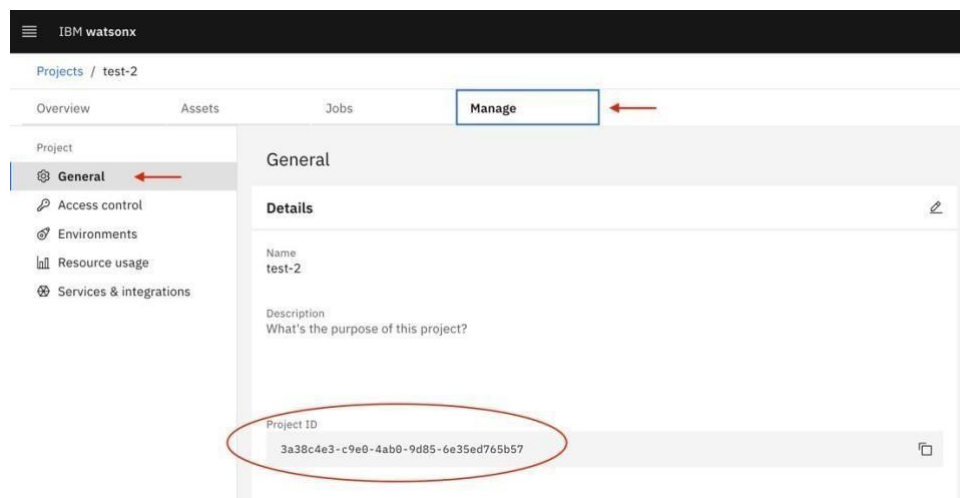 IBM watsonx
Projects / test-2
Overview Assets Jobs Manage
Project
General
Access control
Environments
Resource usage
Services & integrations
General
Details
Name
test-2
Description
What's the purpose of this project?
Project ID
3a38c4e3-c9e0-4ab0-9d85-6e35ed765b57